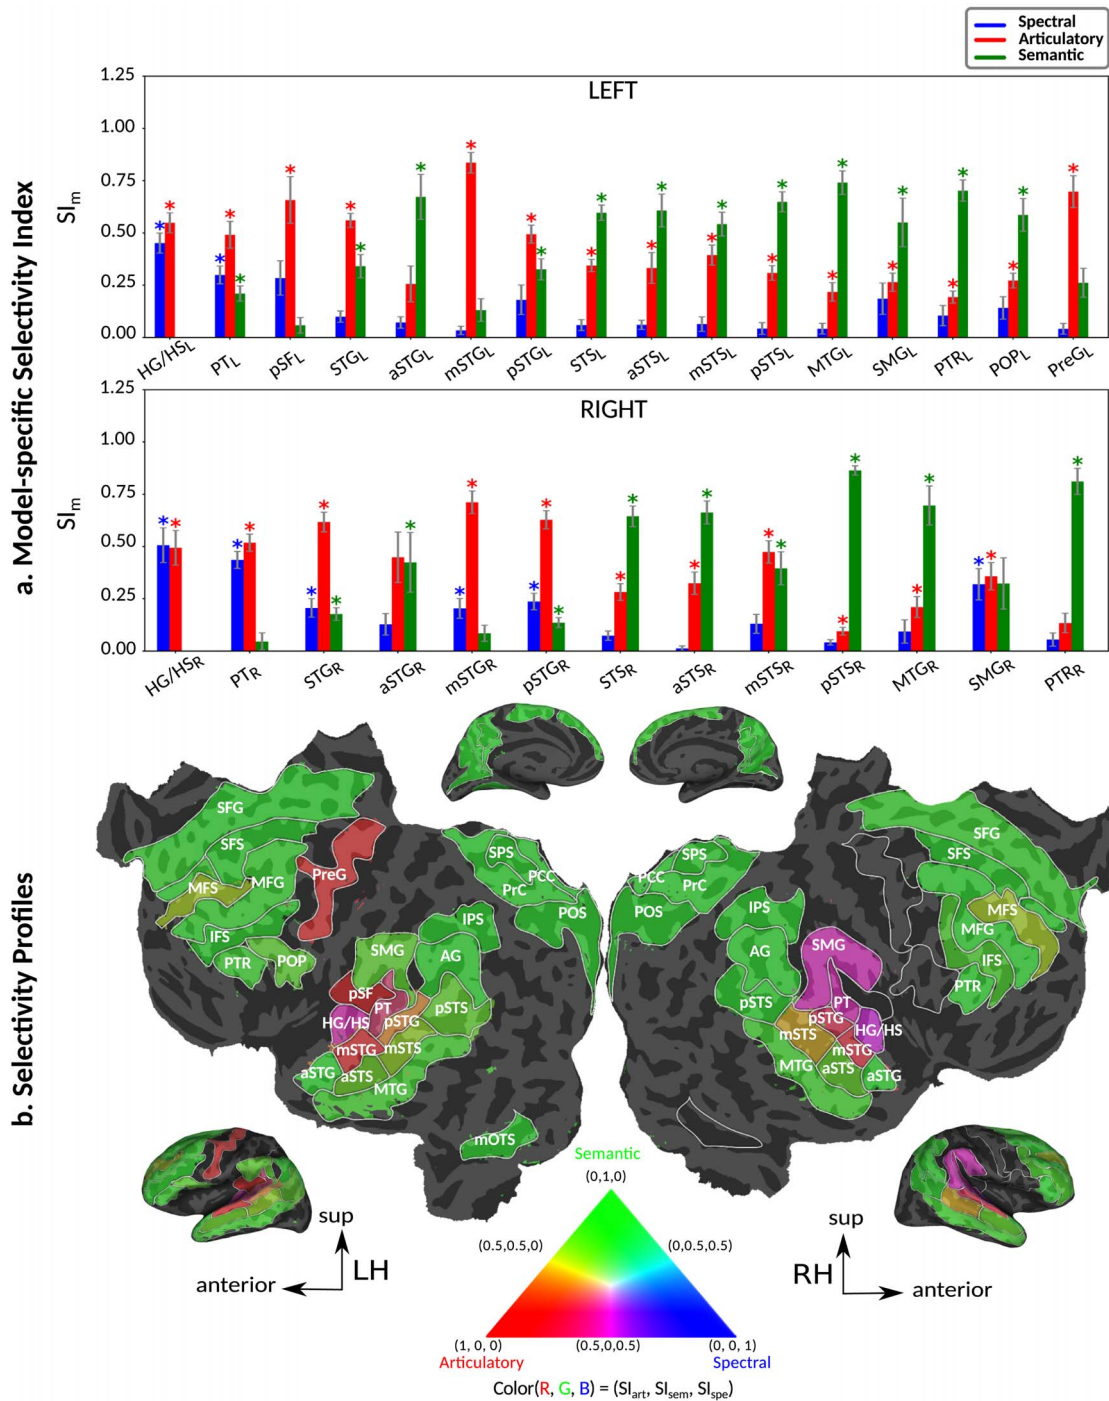 Spectral
Articulatory
Semantic
a. Model-specific Selectivity Index
LEFT
SIm
1.25
1.00
0.75
0.50
0.25
0.00
HG/HSL PTL pSFL STGL aSTGL mSTGL pSTGL STSL aSTSL mSTSL pSTSL MTGL SMGL PTRL POPL PreGL
RIGHT
SIm
1.25
1.00
0.75
0.50
0.25
0.00
HG/HSR PTR STGR aSTGR mSTGR pSTGR STSR aSTSR mSTSR pSTSR MTGR SMGR PTRR
b. Selectivity Profiles
SFG
SFS
MFS
MFG
PreG
IFS
PTR
POP
SPS
PCC
PrC
POS
IPS
SMG
AG
pSF
PT
pSTS
HG/HS
pSTG
mSTG
mSTS
aSTG
aSTS
MTG
mOTS
SPS
PCC
PrC
POS
IPS
SMG
AG
pSTS
PT
pSTG
HG/HS
mSTS
mSTG
MTG
aSTS
aSTG
SFG
SFS
MFS
MFG
IFS
PTR
sup
LH
anterior
sup
RH
anterior
Semantic
(0,1,0)
(0.5,0.5,0)
(0,0.5,0.5)
(1, 0, 0)
(0.5,0,0.5)
(0, 0, 1)
Articulatory
Spectral
Color(R, G, B) = (SIart, SIsem, SIspe)